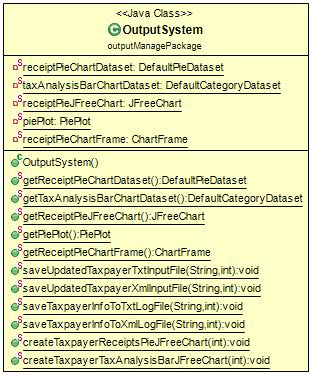 <<Java Class>>
OutputSystem
outputManagePackage
receiptPieChartDataset: DefaultPieDataset
taxAnalysisBarChartDataset: DefaultCategoryDataset
receiptPieJFreeChart: JFreeChart
piePlot: PiePlot
receiptPieChartFrame: ChartFrame
OutputSystem()
getReceiptPieChartDataset():DefaultPieDataset
getTaxAnalysisBarChartDataset():DefaultCategoryDataset
getReceiptPieJFreeChart():JFreeChart
getPiePlot():PiePlot
getReceiptPieChartFrame():ChartFrame
saveUpdatedTaxpayerTxtInputFile(String,int):void
saveUpdatedTaxpayerXmlInputFile(String,int):void
saveTaxpayerInfoToTxtLogFile(String,int):void
saveTaxpayerInfoToXmlLogFile(String,int):void
createTaxpayerReceiptsPieJFreeChart(int):void
createTaxpayerTaxAnalysisBarJFreeChart(int):void